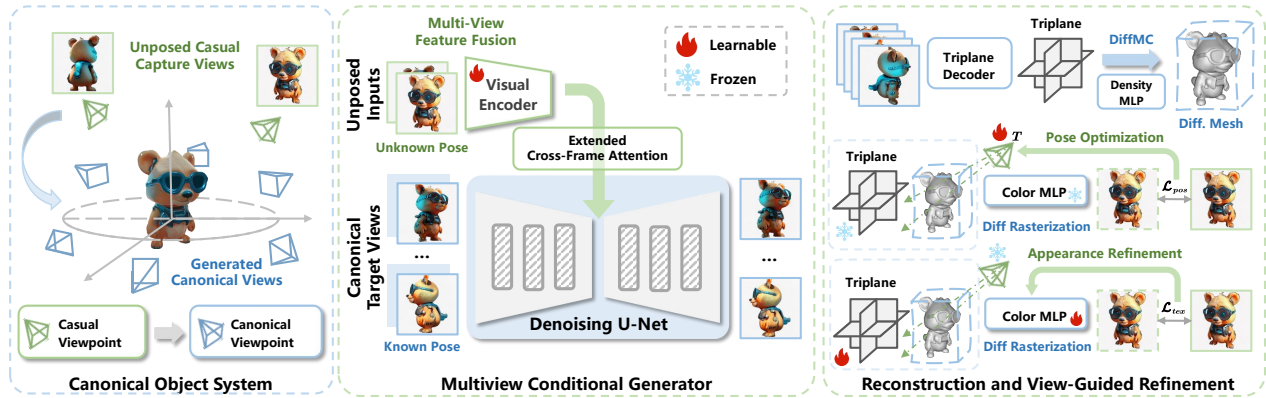 Unposed Casual
Capture Views
Generated
Canonical Views
Casual
Viewpoint
Canonical
Viewpoint
Canonical Object System
Multi-View
Feature Fusion
Learnable
Frozen
Unposed
Inputs
Visual
Encoder
Unknown Pose
Extended
Cross-Frame Attention
Canonical
Target Views
...
...
Denoising U-Net
Known Pose
Multiview Conditional Generator
Triplane
Decoder
Triplane
DiffMC
Density
MLP
Diff. Mesh
T
Pose Optimization
Triplane
Color MLP
ℒpos
Diff Rasterization
Appearance Refinement
Triplane
Color MLP
ℒtex
Diff Rasterization
Reconstruction and View-Guided Refinement